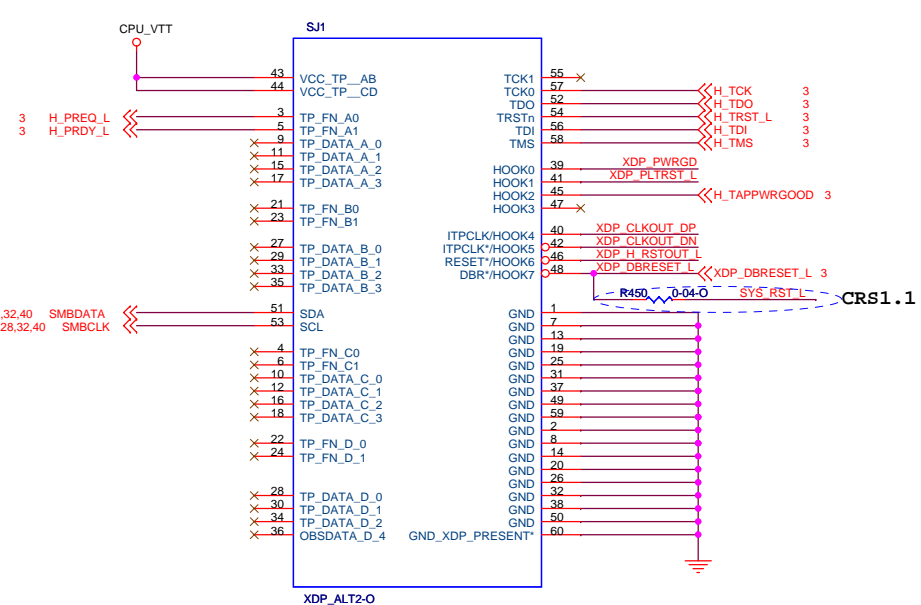 CPU_VTT
SJ1
43 VCC_TP__AB
44 VCC_TP__CD
3 H_PREQ_L 3 TP_FN_A0
3 H_PRDY_L 5 TP_FN_A1
9 TP_DATA_A_0
11 TP_DATA_A_1
15 TP_DATA_A_2
17 TP_DATA_A_3
21 TP_FN_B0
23 TP_FN_B1
27 TP_DATA_B_0
29 TP_DATA_B_1
33 TP_DATA_B_2
35 TP_DATA_B_3
,32,40 SMBDATA 51 SDA
28,32,40 SMBCLK 53 SCL
4 TP_FN_C0
6 TP_FN_C1
10 TP_DATA_C_0
12 TP_DATA_C_1
16 TP_DATA_C_2
18 TP_DATA_C_3
22 TP_FN_D_0
24 TP_FN_D_1
28 TP_DATA_D_0
30 TP_DATA_D_1
34 TP_DATA_D_2
36 OBSDATA_D_4
TCK1 55
TCK0 57 H_TCK 3
TDO 52 H_TDO 3
TRSTn 54 H_TRST_L 3
TDI 56 H_TDI 3
TMS 58 H_TMS 3
HOOK0 39 XDP_PWRGD
HOOK1 41 XDP_PLTRST_L
HOOK2 45 H_TAPPWRGOOD 3
HOOK3 47
ITPCLK/HOOK4 40 XDP_CLKOUT_DP
ITPCLK*/HOOK5 42 XDP_CLKOUT_DN
RESET*/HOOK6 46 XDP_H_RSTOUT_L
DBR*/HOOK7 48 XDP_DBRESET_L XDP_DBRESET_L 3
R450 0-04-O SYS_RST_L CRS1.1
GND 1
GND 7
GND 13
GND 19
GND 25
GND 31
GND 37
GND 49
GND 59
GND 2
GND 8
GND 14
GND 20
GND 26
GND 32
GND 38
GND 50
GND_XDP_PRESENT* 60
XDP_ALT2-O